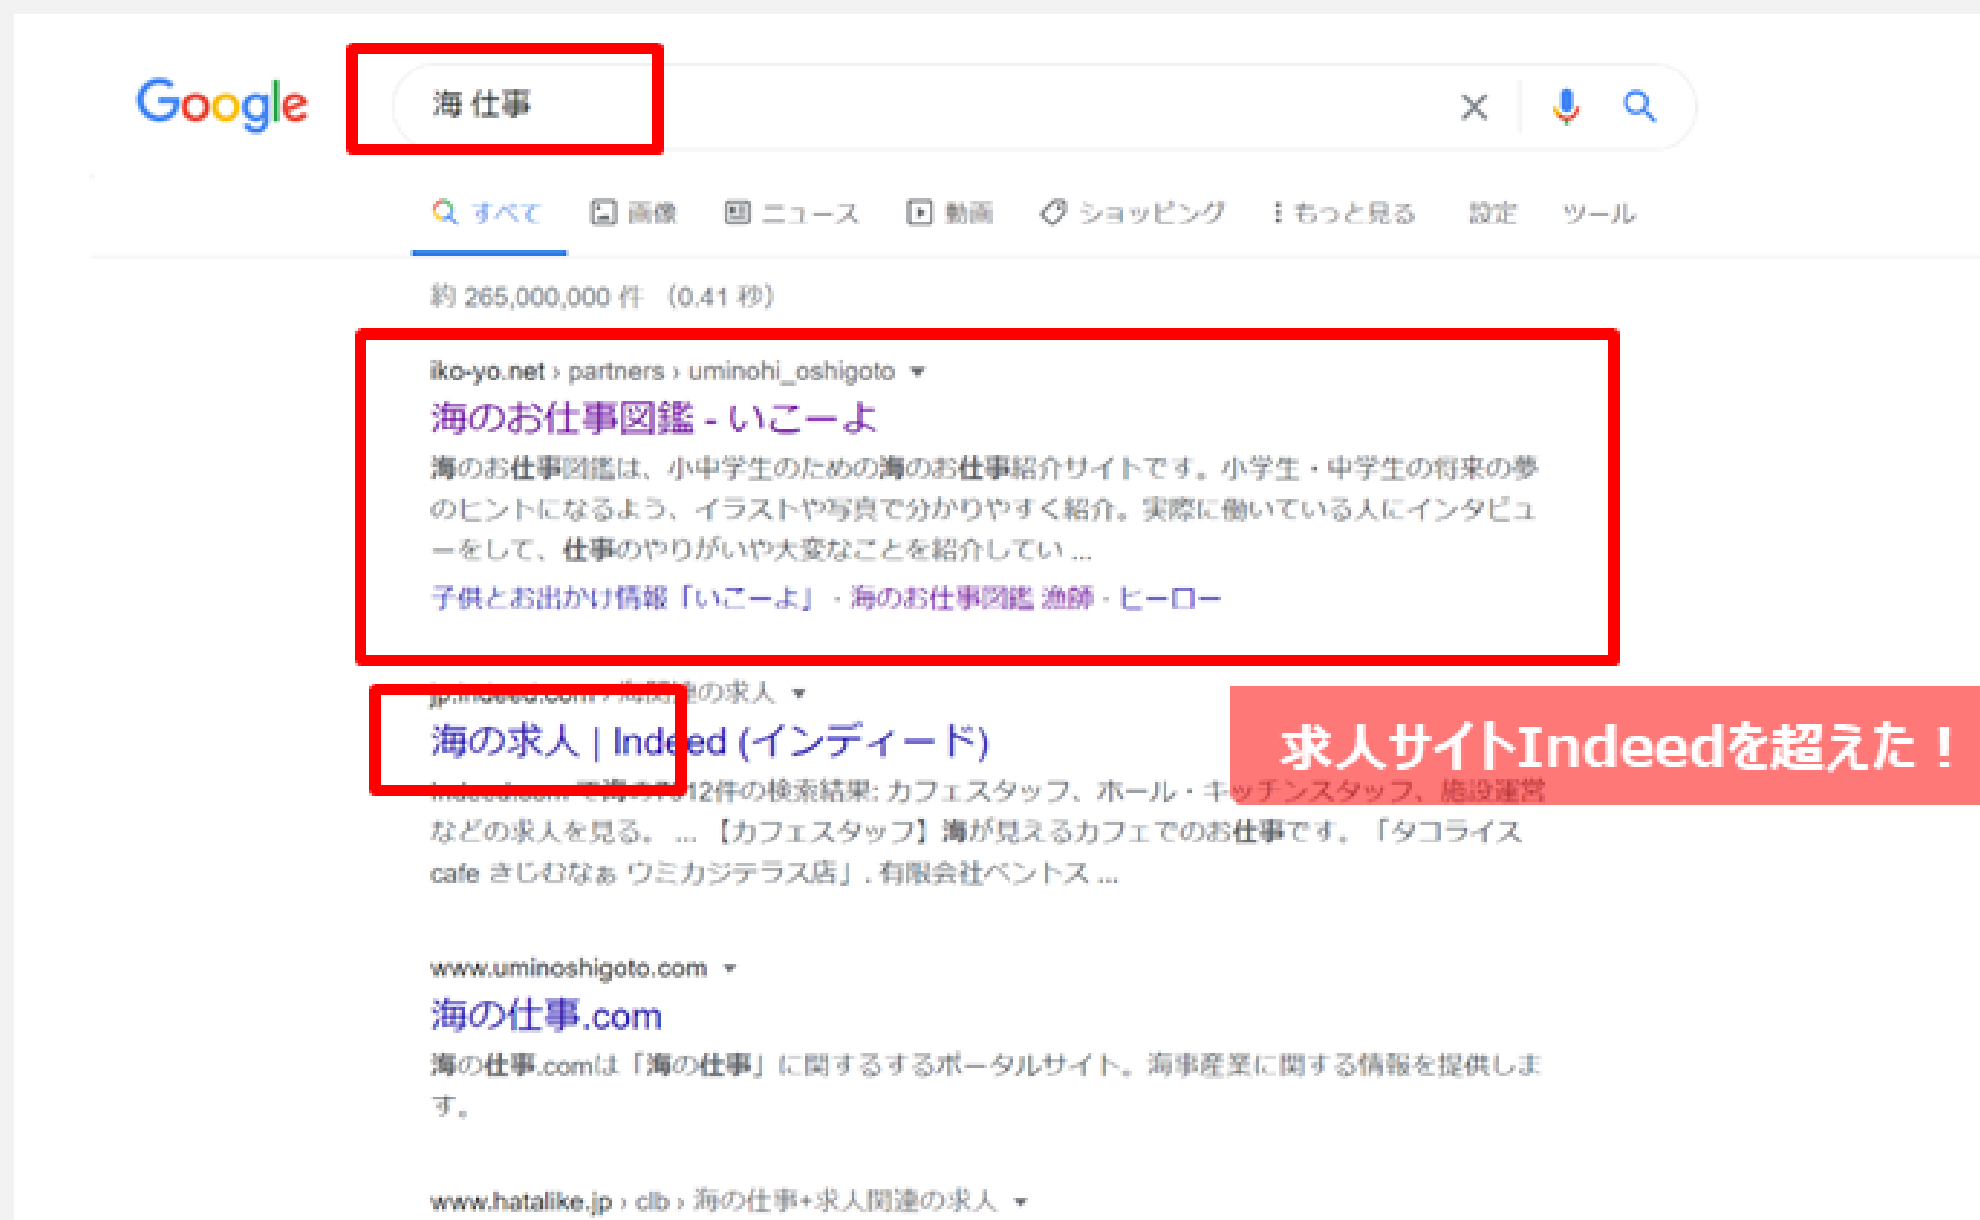 Google 海 仕事
すべて 画像 ニュース 動画 ショッピング もっと見る 設定 ツール
約 265,000,000 件 (0.41 秒)
iko-yo.net › partners › uminohi_oshigoto
海のお仕事図鑑 - いこーよ
海のお仕事図鑑は、小中学生のための海のお仕事紹介サイトです。小学生・中学生の将来の夢
のヒントになるよう、イラストや写真で分かりやすく紹介。実際に働いている人にインタビュ
ーをして、仕事のやりがいや大変なことを紹介してい ...
子供とお出かけ情報「いこーよ」 · 海のお仕事図鑑 漁師 · ヒーロー
jp.indeed.com › 海関連の求人
海の求人 | Indeed (インディード)
求人サイトIndeedを超えた！
12件の検索結果: カフェスタッフ、ホール・キッチンスタッフ、施設運営
などの求人を見る。 ... 【カフェスタッフ】海が見えるカフェでのお仕事です。「タコライス
cafe きじむなぁ ウミカジテラス店」. 有限会社ベントス ...
www.uminoshigoto.com
海の仕事.com
海の仕事.comは「海の仕事」に関するするポータルサイト。海事産業に関する情報を提供しま
す。
www.hatalike.jp › clb › 海の仕事+求人関連の求人